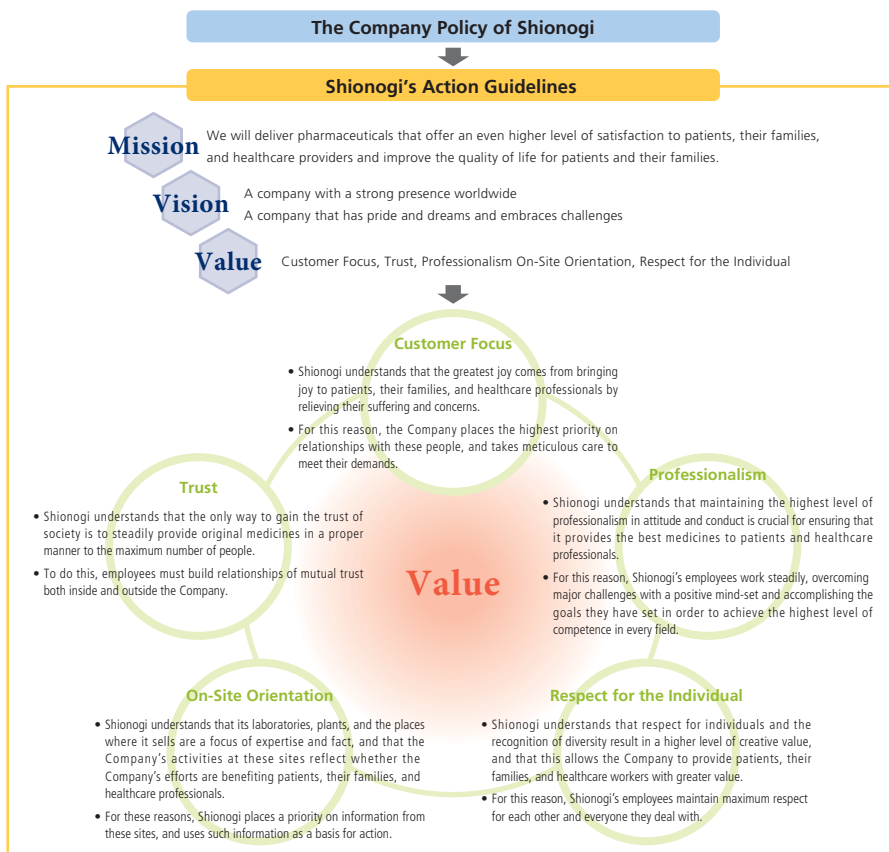 The Company Policy of Shionogi
Shionogi's Action Guidelines
Mission
We will deliver pharmaceuticals that offer an even higher level of satisfaction to patients, their families,
and healthcare providers and improve the quality of life for patients and their families.
Vision
A company with a strong presence worldwide
A company that has pride and dreams and embraces challenges
Value
Customer Focus, Trust, Professionalism On-Site Orientation, Respect for the Individual
Customer Focus
• Shionogi understands that the greatest joy comes from bringing
joy to patients, their families, and healthcare professionals by
relieving their suffering and concerns.
• For this reason, the Company places the highest priority on
relationships with these people, and takes meticulous care to
meet their demands.
Trust
• Shionogi understands that the only way to gain the trust of
society is to steadily provide original medicines in a proper
manner to the maximum number of people.
• To do this, employees must build relationships of mutual trust
both inside and outside the Company.
Professionalism
• Shionogi understands that maintaining the highest level of
professionalism in attitude and conduct is crucial for ensuring that
it provides the best medicines to patients and healthcare
professionals.
• For this reason, Shionogi's employees work steadily, overcoming
major challenges with a positive mind-set and accomplishing the
goals they have set in order to achieve the highest level of
competence in every field.
Value
On-Site Orientation
• Shionogi understands that its laboratories, plants, and the places
where it sells are a focus of expertise and fact, and that the
Company's activities at these sites reflect whether the
Company's efforts are benefiting patients, their families, and
healthcare professionals.
• For these reasons, Shionogi places a priority on information from
these sites, and uses such information as a basis for action.
Respect for the Individual
• Shionogi understands that respect for individuals and the
recognition of diversity result in a higher level of creative value,
and that this allows the Company to provide patients, their
families, and healthcare workers with greater value.
• For this reason, Shionogi's employees maintain maximum respect
for each other and everyone they deal with.